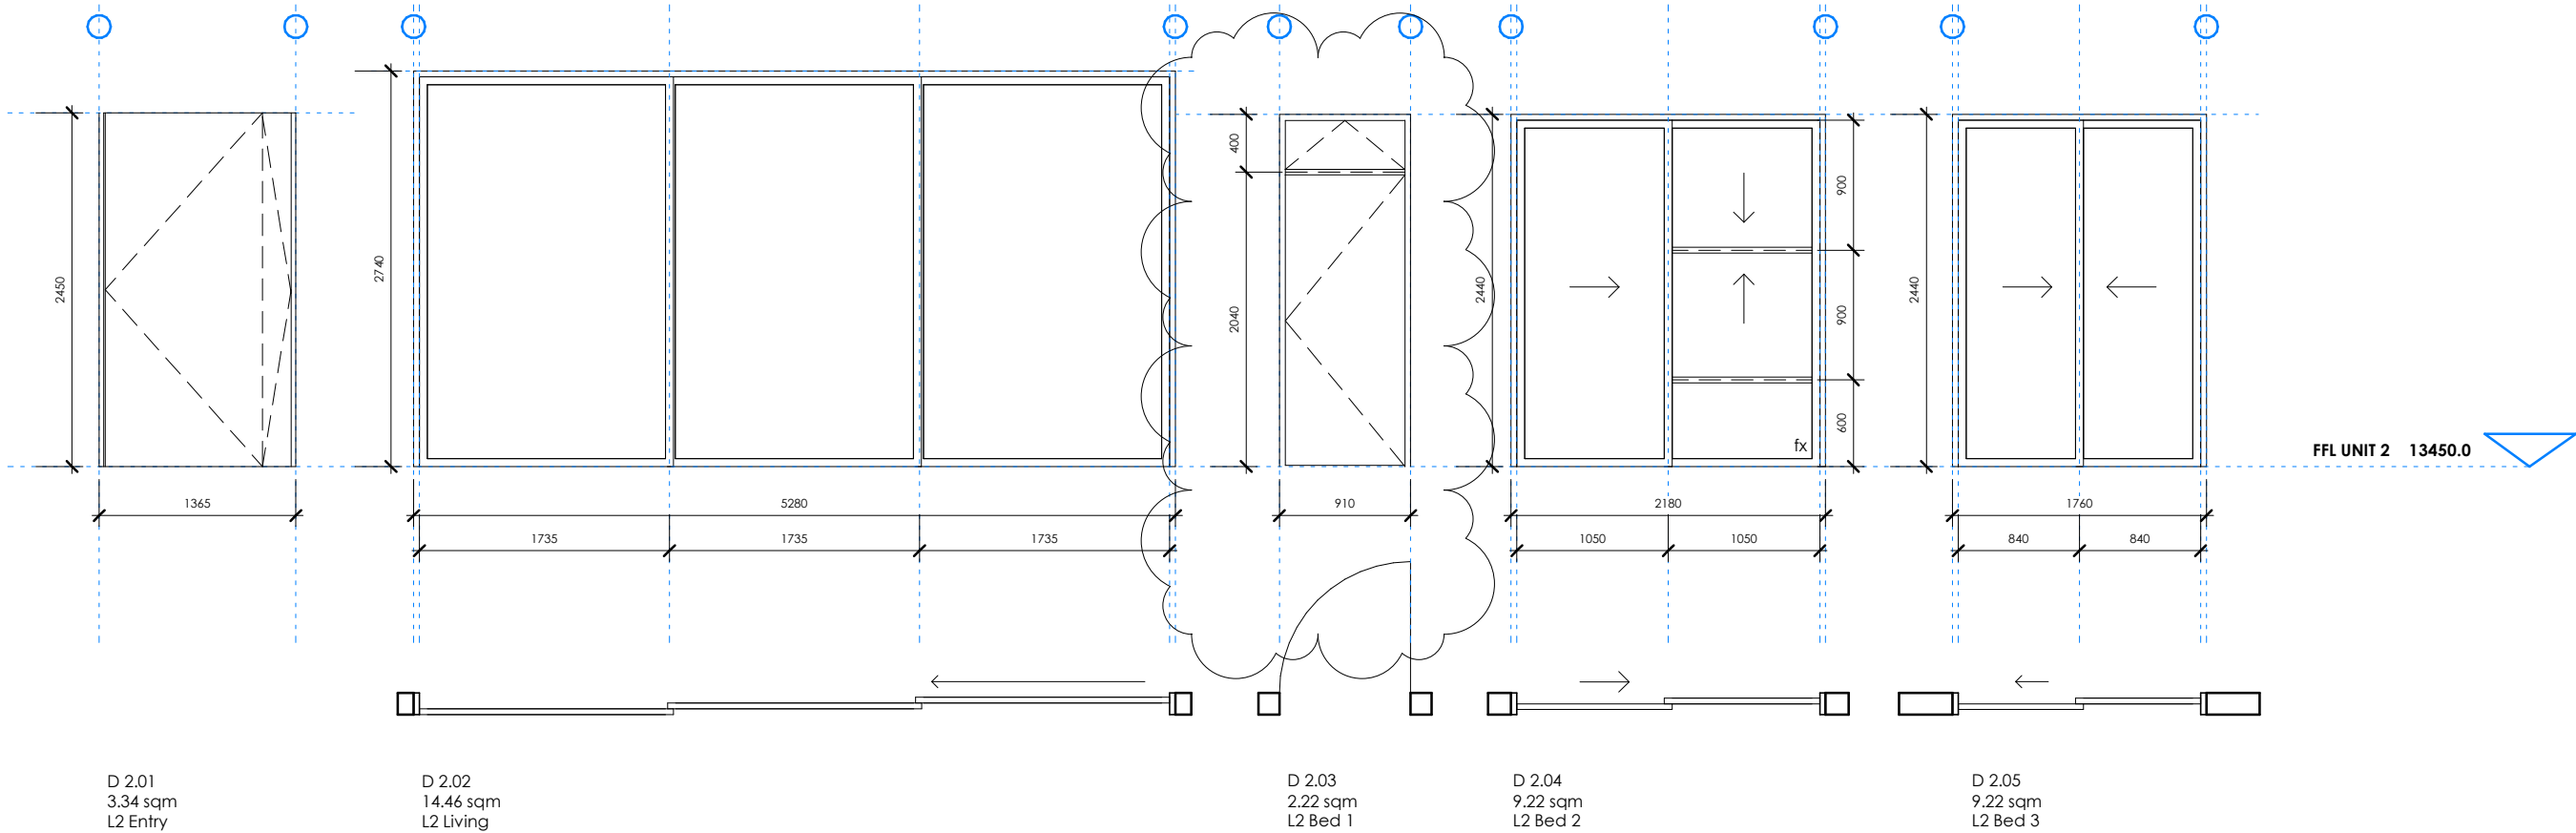 400
900
2450
2740
2040
2440
900
2440
600
fx
FFL UNIT 2 13450.0
1365
5280
910
2180
1760
1735
1735
1735
1050
1050
840
840
D 2.01
3.34 sqm
L2 Entry
D 2.02
14.46 sqm
L2 Living
D 2.03
2.22 sqm
L2 Bed 1
D 2.04
9.22 sqm
L2 Bed 2
D 2.05
9.22 sqm
L2 Bed 3